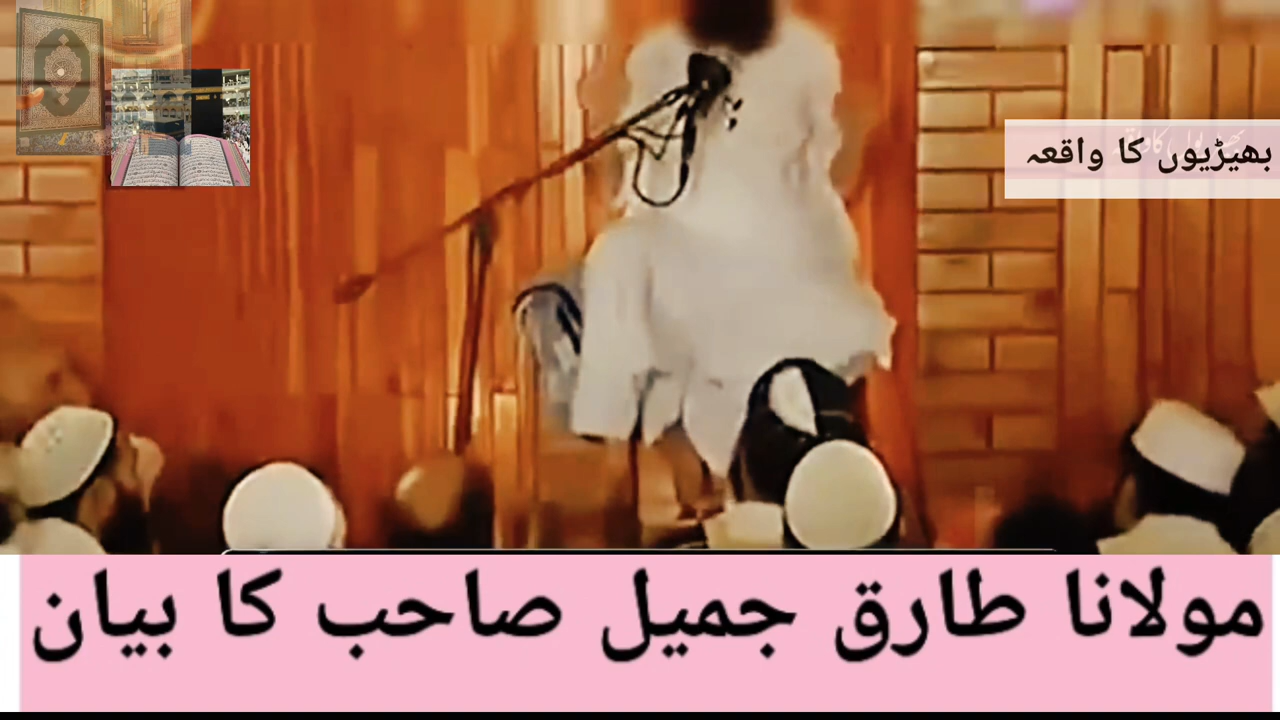 بھیڑیوں کا واقعہ
مولانا طارق جمیل صاحب کا بیان